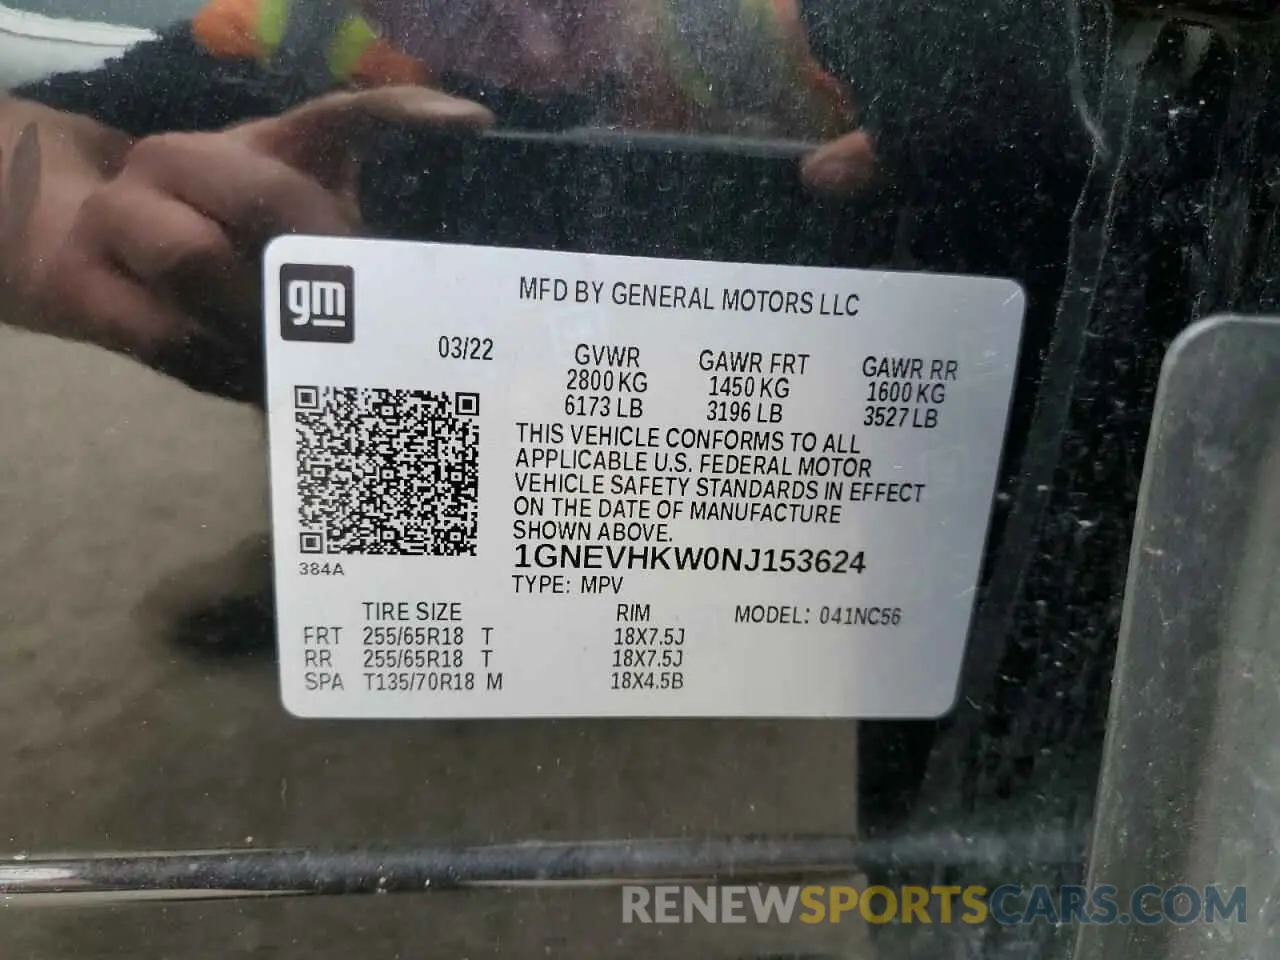 gm
MFD BY GENERAL MOTORS LLC
03/22 GVWR GAWR FRT GAWR RR
2800 KG 1450 KG 1600 KG
6173 LB 3196 LB 3527 LB
THIS VEHICLE CONFORMS TO ALL
APPLICABLE U.S. FEDERAL MOTOR
VEHICLE SAFETY STANDARDS IN EFFECT
ON THE DATE OF MANUFACTURE
SHOWN ABOVE.
1GNEVHKW0NJ153624
384A
TYPE: MPV
TIRE SIZE RIM MODEL: 041NC56
FRT 255/65R18 T 18X7.5J
RR 255/65R18 T 18X7.5J
SPA T135/70R18 M 18X4.5B
RENEWSPORTSCARS.COM